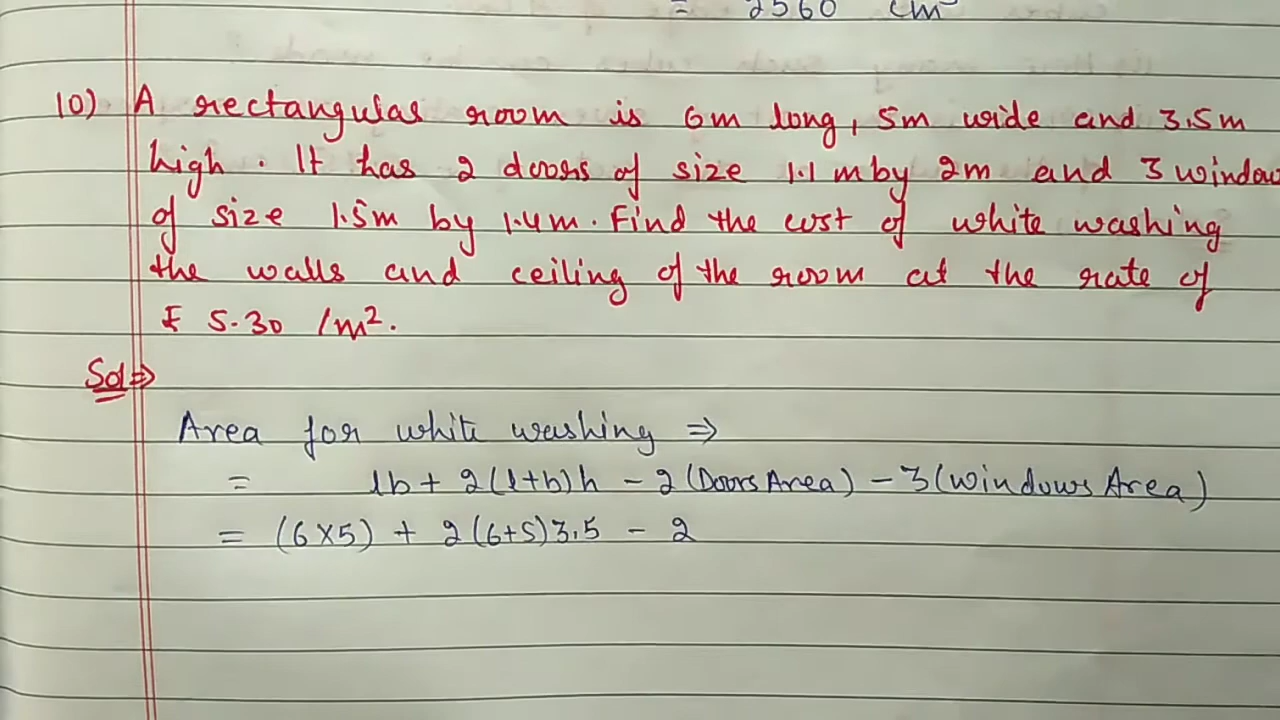 = 2560 cm³
10) A rectangular room is 6m long, 5m wide and 3.5m
high. It has 2 doors of size 1.1 m by 2m and 3 window
of size 1.5m by 1.4m. Find the cost of white washing
the walls and ceiling of the room at the rate of
₹ 5.30 /m².
Sol⇒
Area for white washing ⇒
= lb + 2(l+b)h - 2(Doors Area) - 3(windows Area)
= (6×5) + 2(6+5)3.5 - 2